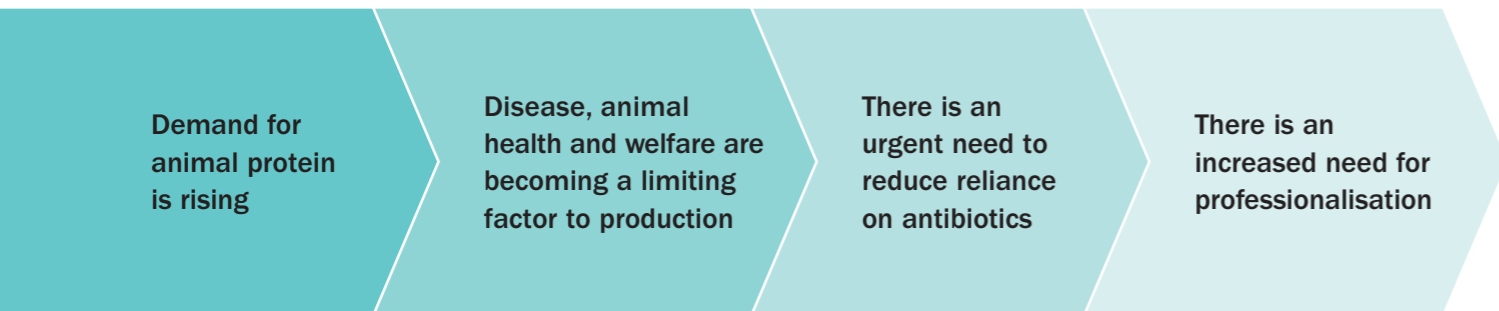 Demand for
animal protein
is rising
Disease, animal
health and welfare are
becoming a limiting
factor to production
There is an
urgent need to
reduce reliance
on antibiotics
There is an
increased need for
professionalisation